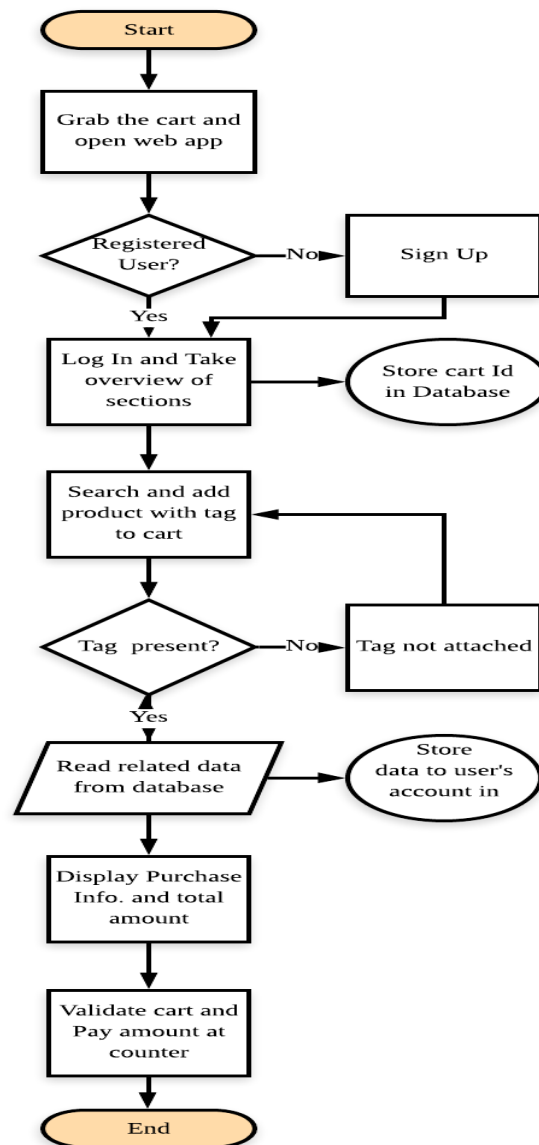 Start
Grab the cart and
open web app
Registered
User?
No
Sign Up
Yes
Log In and Take
overview of
sections
Store cart Id
in Database
Search and add
product with tag
to cart
Tag present?
No
Tag not attached
Yes
Read related data
from database
Store
data to user's
account in
Display Purchase
Info. and total
amount
Validate cart and
Pay amount at
counter
End